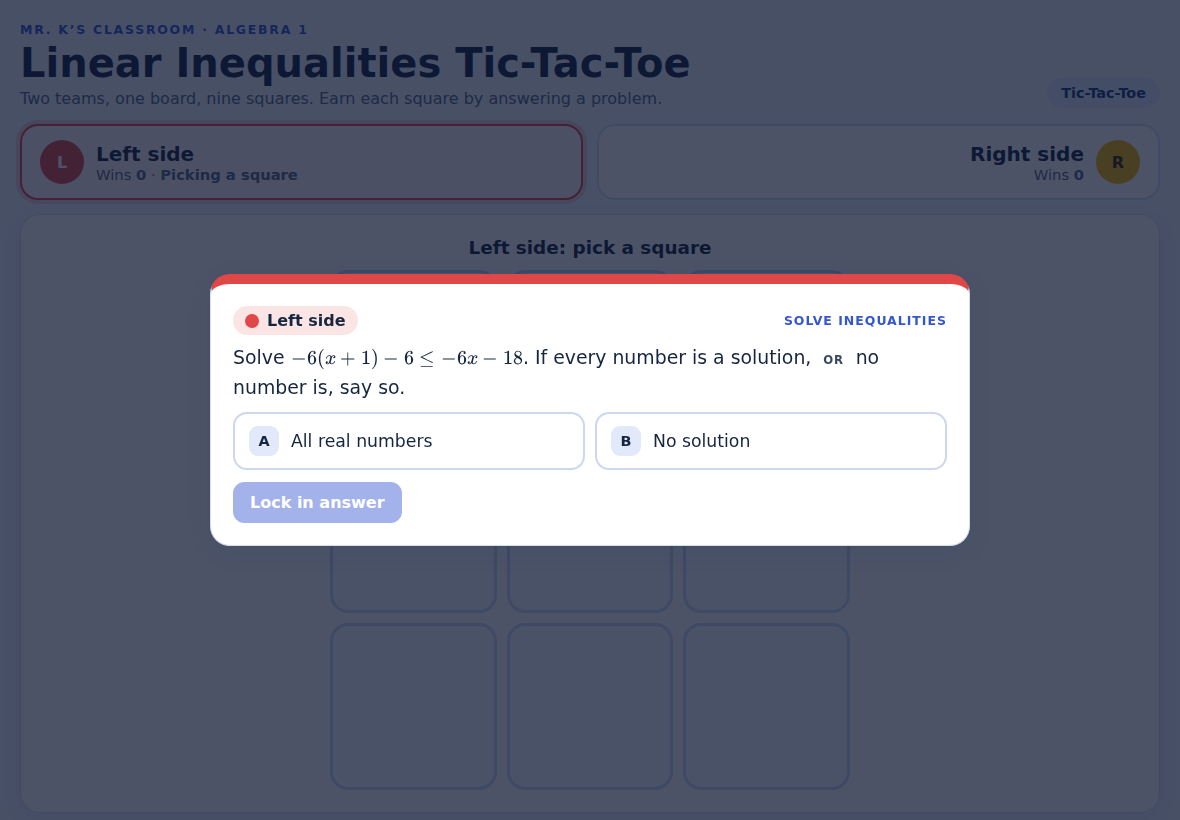 MR. K'S CLASSROOM · ALGEBRA 1
Linear Inequalities Tic-Tac-Toe
Two teams, one board, nine squares. Earn each square by answering a problem.
Tic-Tac-Toe
L
Left side
Wins 0 · Picking a square
Right side
Wins 0
R
Left side: pick a square
Left side
SOLVE INEQUALITIES
Solve −6(x + 1) − 6 ≤ −6x − 18. If every number is a solution, OR no
number is, say so.
A All real numbers
B No solution
Lock in answer